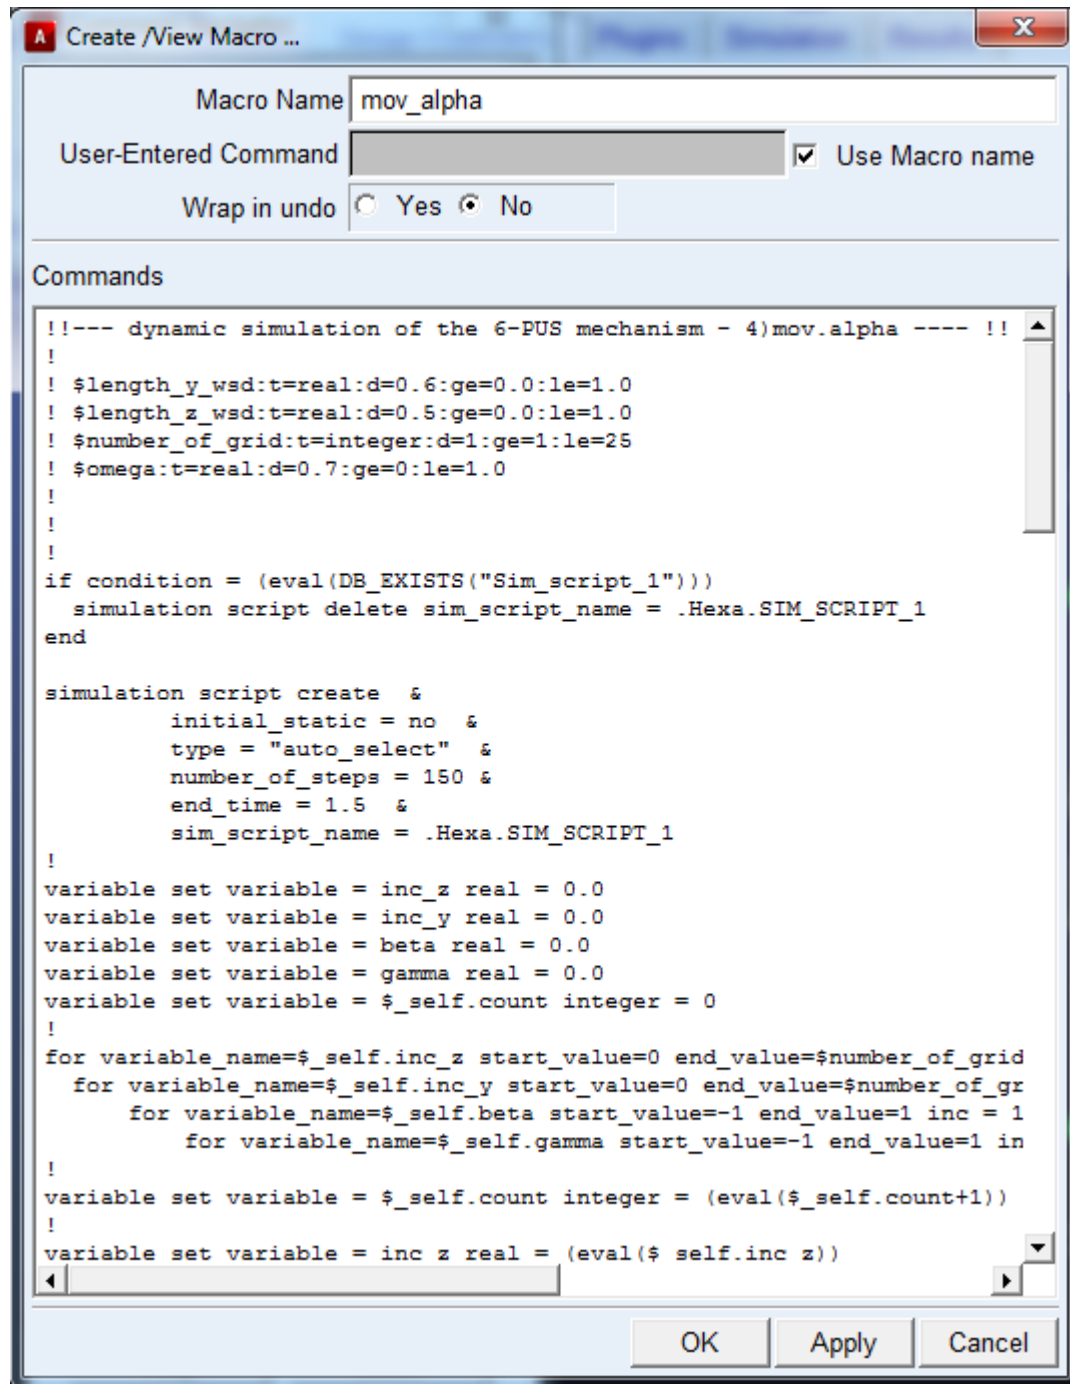 A Create /View Macro ...
Plugins Simulation Results
X
Macro Name mov_alpha
User-Entered Command Use Macro name
Wrap in undo Yes No
Commands
!!--- dynamic simulation of the 6-PUS mechanism - 4)mov.alpha ---- !!
!
! $length_y_wsd:t=real:d=0.6:ge=0.0:le=1.0
! $length_z_wsd:t=real:d=0.5:ge=0.0:le=1.0
! $number_of_grid:t=integer:d=1:ge=1:le=25
! $omega:t=real:d=0.7:ge=0:le=1.0
!
!
!
if condition = (eval(DB_EXISTS("Sim_script_1")))
simulation script delete sim_script_name = .Hexa.SIM_SCRIPT_1
end
simulation script create &
initial_static = no &
type = "auto_select" &
number_of_steps = 150 &
end_time = 1.5 &
sim_script_name = .Hexa.SIM_SCRIPT_1
!
variable set variable = inc_z real = 0.0
variable set variable = inc_y real = 0.0
variable set variable = beta real = 0.0
variable set variable = gamma real = 0.0
variable set variable = $_self.count integer = 0
!
for variable_name=$_self.inc_z start_value=0 end_value=$number_of_grid
for variable_name=$_self.inc_y start_value=0 end_value=$number_of_gr
for variable_name=$_self.beta start_value=-1 end_value=1 inc = 1
for variable_name=$_self.gamma start_value=-1 end_value=1 in
!
variable set variable = $_self.count integer = (eval($_self.count+1))
!
variable set variable = inc_z real = (eval($_self.inc_z))
OK Apply Cancel